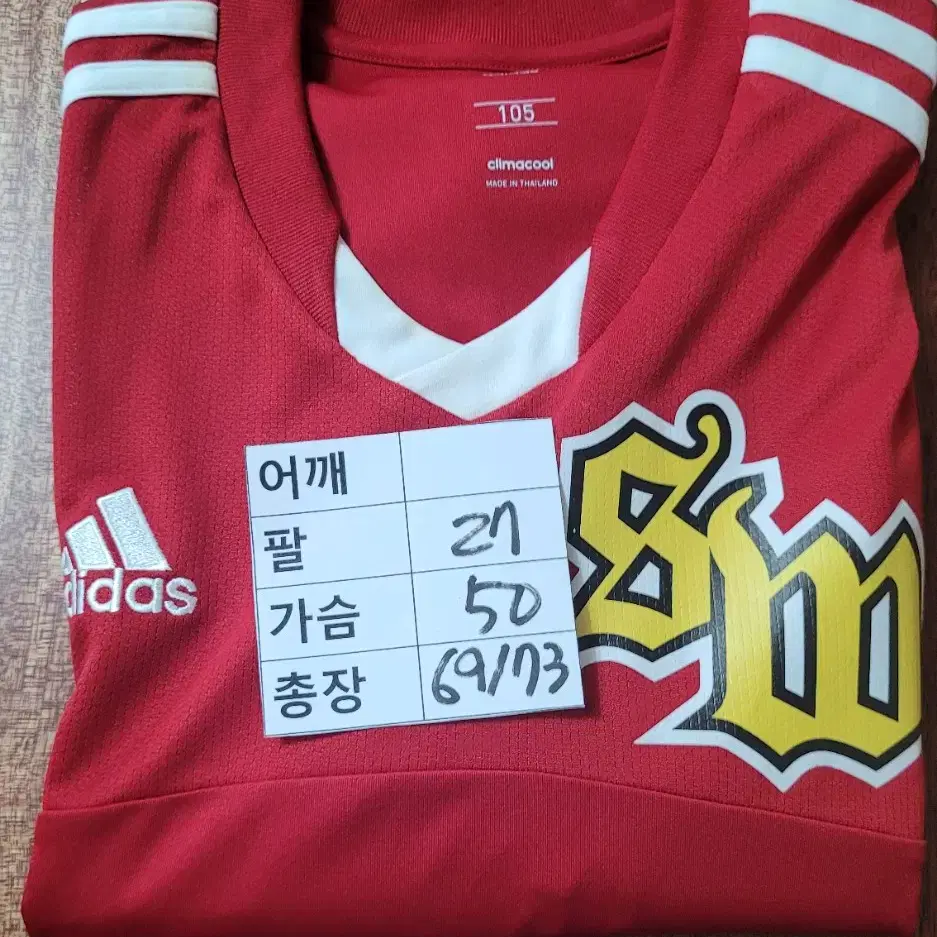 105
climacool
MADE IN THAILAND
어깨
팔 27
가슴 50
총장 69/73
adidas
SW